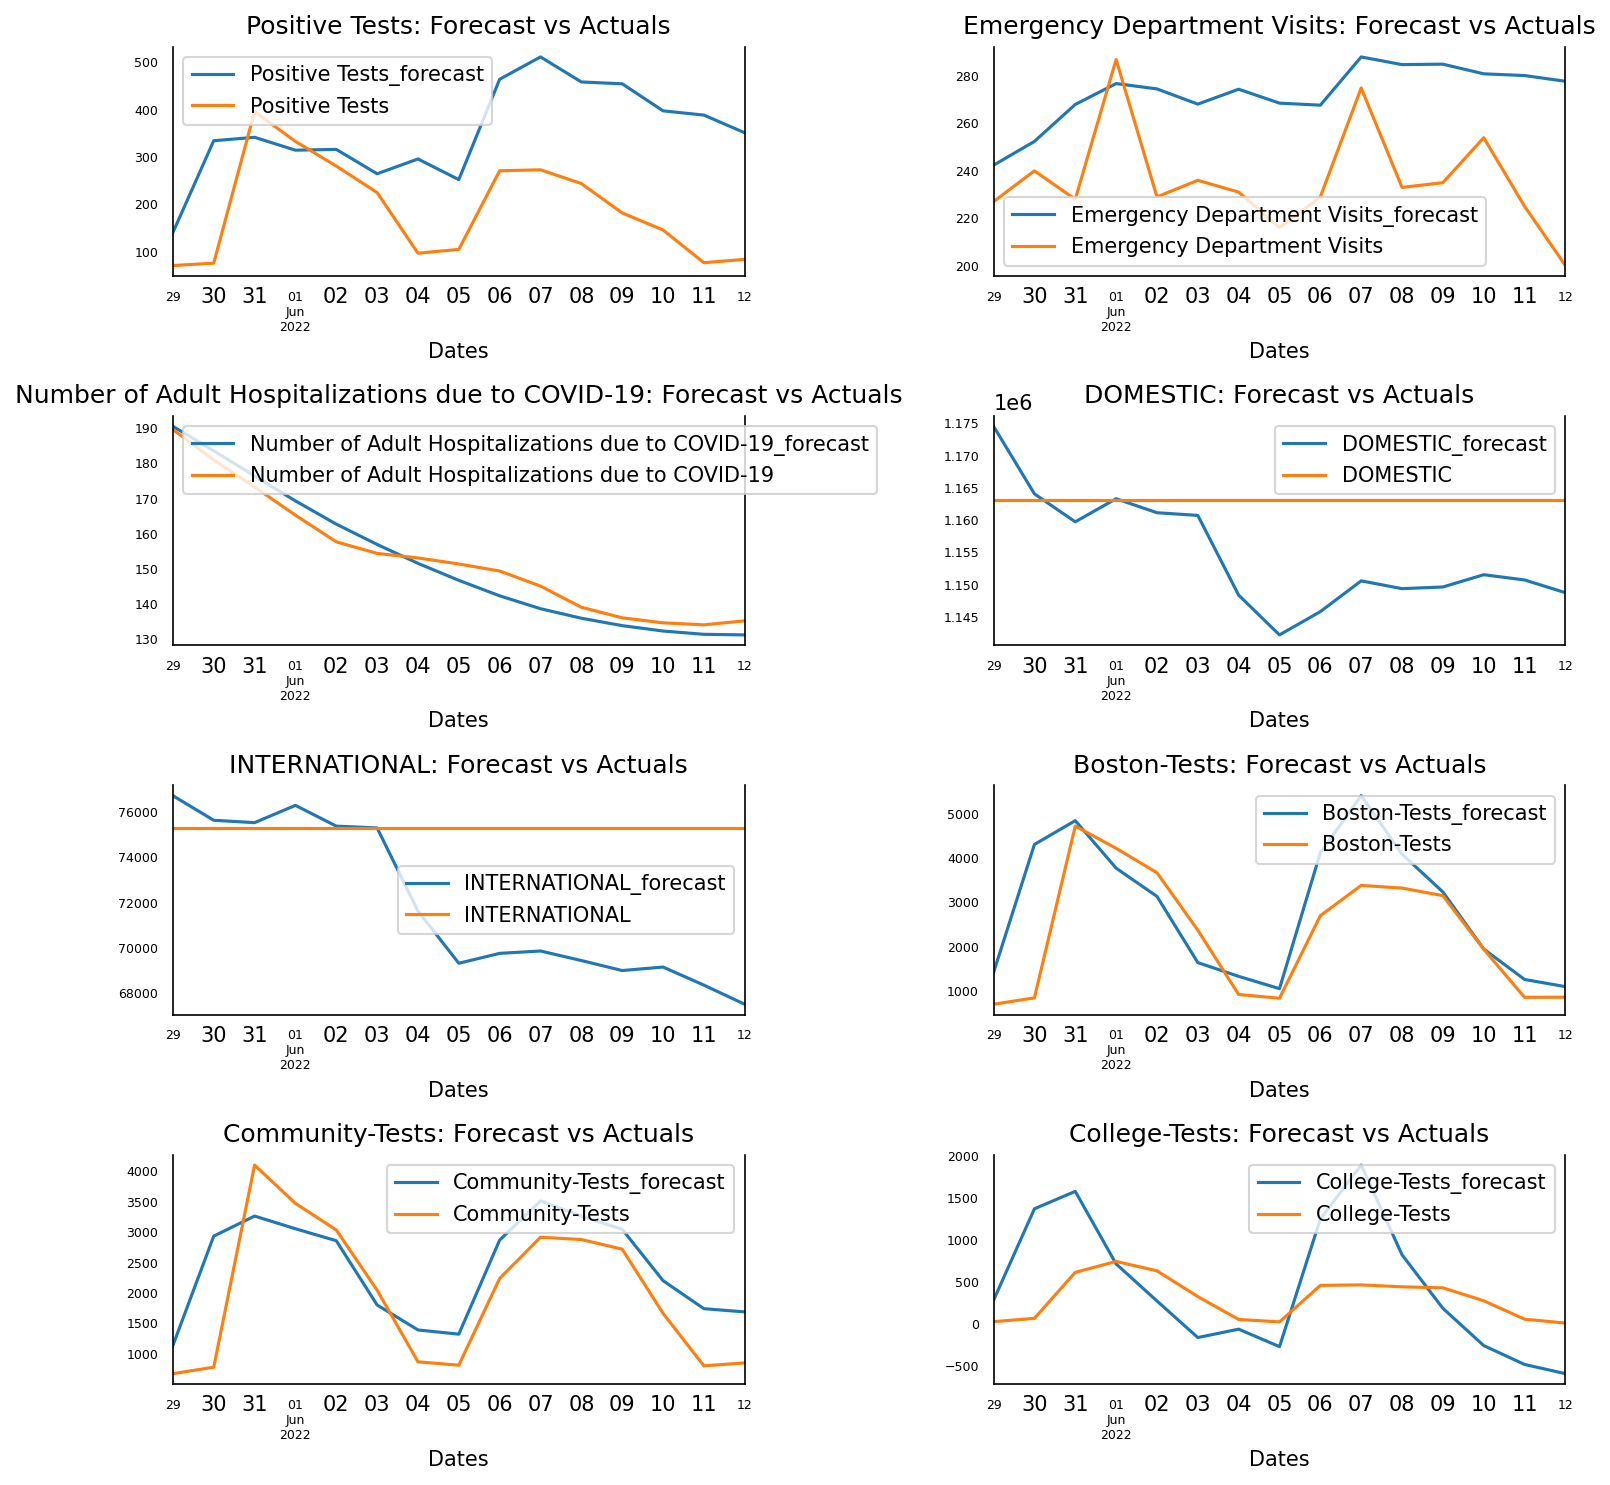 Positive Tests: Forecast vs Actuals
Positive Tests_forecast
Positive Tests
500
400
300
200
100
29 30 31 01 02 03 04 05 06 07 08 09 10 11 12
Jun
2022
Dates
Emergency Department Visits: Forecast vs Actuals
280
260
240
220
200
Emergency Department Visits_forecast
Emergency Department Visits
29 30 31 01 02 03 04 05 06 07 08 09 10 11 12
Jun
2022
Dates
Number of Adult Hospitalizations due to COVID-19: Forecast vs Actuals
Number of Adult Hospitalizations due to COVID-19_forecast
Number of Adult Hospitalizations due to COVID-19
190
180
170
160
150
140
130
29 30 31 01 02 03 04 05 06 07 08 09 10 11 12
Jun
2022
Dates
DOMESTIC: Forecast vs Actuals
1e6
DOMESTIC_forecast
DOMESTIC
1.175
1.170
1.165
1.160
1.155
1.150
1.145
29 30 31 01 02 03 04 05 06 07 08 09 10 11 12
Jun
2022
Dates
INTERNATIONAL: Forecast vs Actuals
76000
74000
72000
70000
68000
INTERNATIONAL_forecast
INTERNATIONAL
29 30 31 01 02 03 04 05 06 07 08 09 10 11 12
Jun
2022
Dates
Boston-Tests: Forecast vs Actuals
Boston-Tests_forecast
Boston-Tests
5000
4000
3000
2000
1000
29 30 31 01 02 03 04 05 06 07 08 09 10 11 12
Jun
2022
Dates
Community-Tests: Forecast vs Actuals
Community-Tests_forecast
Community-Tests
4000
3500
3000
2500
2000
1500
1000
29 30 31 01 02 03 04 05 06 07 08 09 10 11 12
Jun
2022
Dates
College-Tests: Forecast vs Actuals
College-Tests_forecast
College-Tests
2000
1500
1000
500
0
−500
29 30 31 01 02 03 04 05 06 07 08 09 10 11 12
Jun
2022
Dates